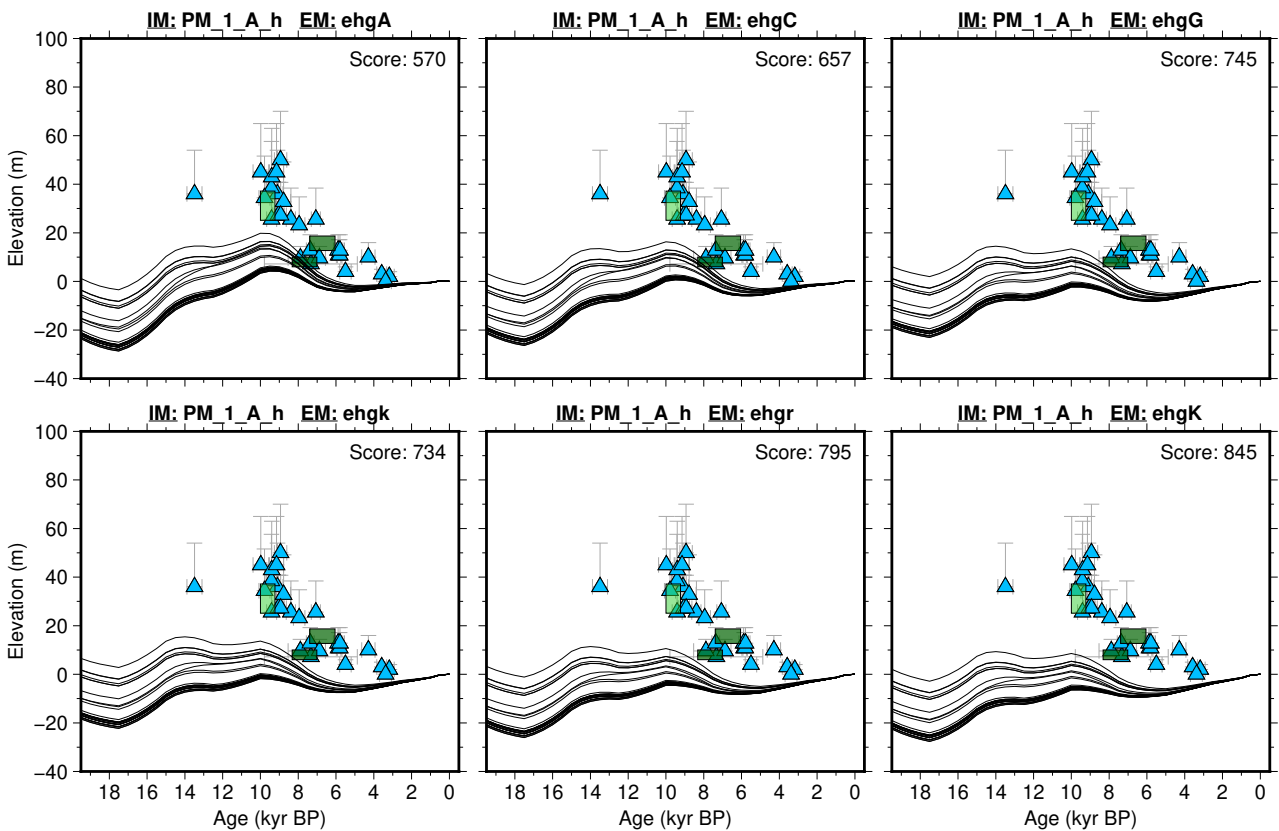 IM: PM_1_A_h EM: ehgA
IM: PM_1_A_h EM: ehgC
IM: PM_1_A_h EM: ehgG
Score: 570
Score: 657
Score: 745
100
80
60
40
20
0
−20
−40
Elevation (m)
IM: PM_1_A_h EM: ehgk
IM: PM_1_A_h EM: ehgr
IM: PM_1_A_h EM: ehgK
Score: 734
Score: 795
Score: 845
100
80
60
40
20
0
−20
−40
Elevation (m)
18 16 14 12 10 8 6 4 2 0
18 16 14 12 10 8 6 4 2 0
18 16 14 12 10 8 6 4 2 0
Age (kyr BP)
Age (kyr BP)
Age (kyr BP)